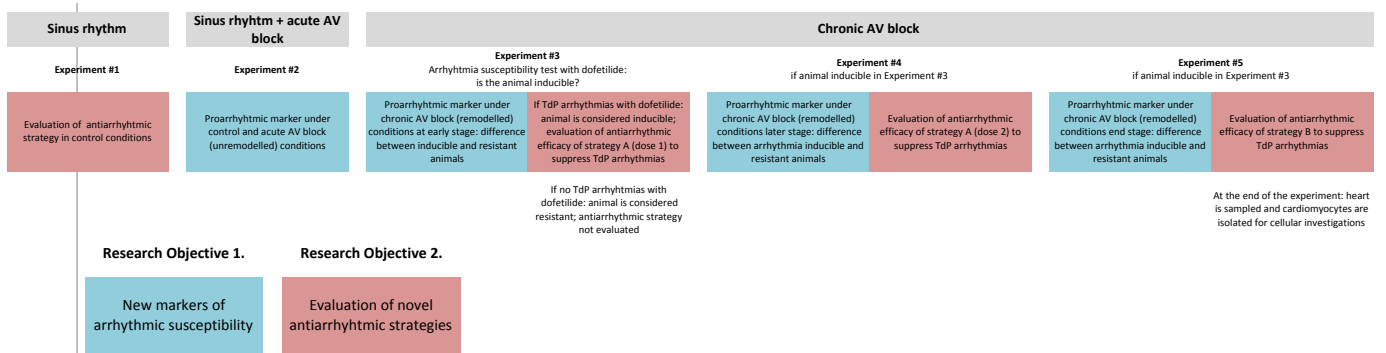 Sinus rhythm
Sinus rhyhtm + acute AV
block
Chronic AV block
Experiment #1
Experiment #2
Experiment #3
Arrhyhtmia susceptibility test with dofetilide:
is the animal inducible?
Experiment #4
if animal inducible in Experiment #3
Experiment #5
if animal inducible in Experiment #3
Evaluation of antiarrhyhtmic
strategy in control conditions
Proarrhyhtmic marker under
control and acute AV block
(unremodelled) conditions
Proarrhyhtmic marker under
chronic AV block (remodelled)
conditions at early stage: difference
between inducible and resistant
animals
If TdP arrhythmias with dofetilide:
animal is considered inducible;
evaluation of antiarrhythmic
efficacy of strategy A (dose 1) to
suppress TdP arrhythmias
Proarrhyhtmic marker under
chronic AV block (remodelled)
conditions later stage: difference
between arrhythmia inducible and
resistant animals
Evaluation of antiarrhythmic
efficacy of strategy A (dose 2) to
suppress TdP arrhythmias
Proarrhyhtmic marker under
chronic AV block (remodelled)
conditions end stage: difference
between arrhythmia inducible and
resistant animals
Evaluation of antiarrhythmic
efficacy of strategy B to suppress
TdP arrhythmias
If no TdP arrhyhtmias with
dofetilide: animal is considered
resistant; antiarrhythmic strategy
not evaluated
At the end of the experiment: heart
is sampled and cardiomyocytes are
isolated for cellular investigations
Research Objective 1.
Research Objective 2.
New markers of
arrhythmic susceptibility
Evaluation of novel
antiarrhyhtmic strategies